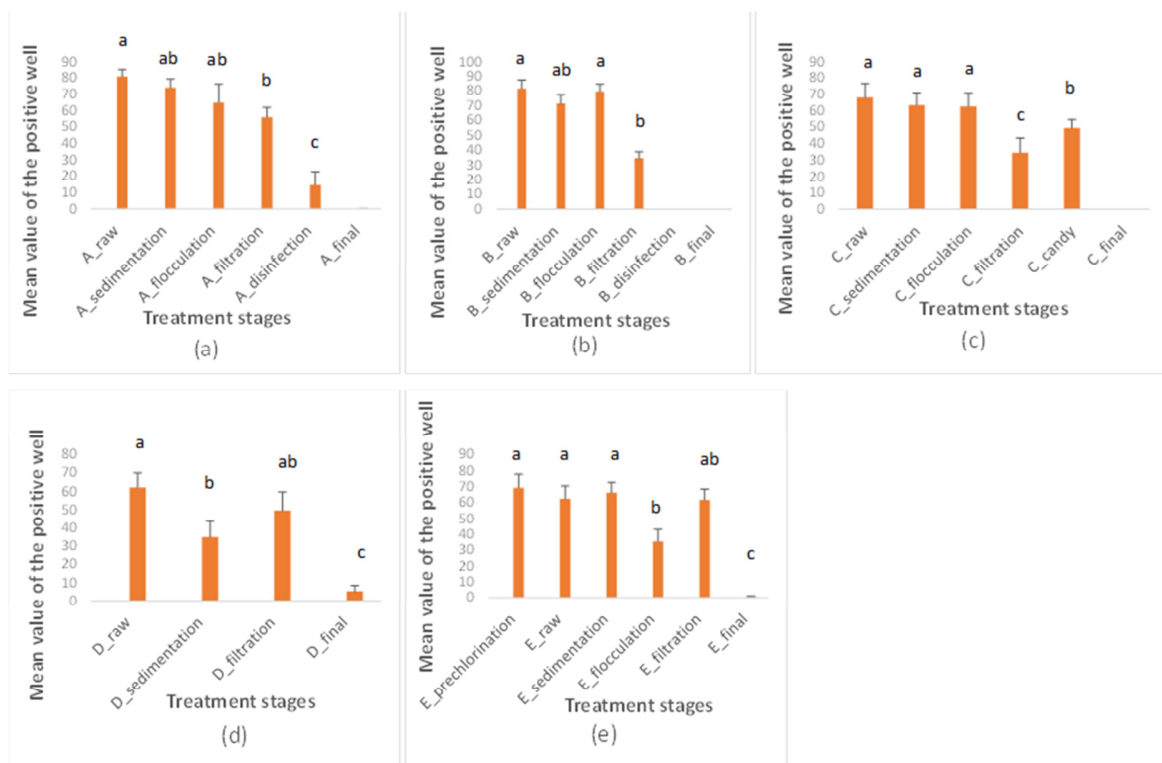 Mean value of the positive well
90
80
70
60
50
40
30
20
10
0
a
ab
ab
b
c
A_raw
A_sedimentation
A_flocculation
A_filtration
A_disinfection
A_final
Treatment stages
(a)
Mean value of the positive well
100
90
80
70
60
50
40
30
20
10
0
a
ab
a
b
B_raw
B_sedimentation
B_flocculation
B_filtration
B_disinfection
B_final
Treatment stages
(b)
Mean value of the positive well
90
80
70
60
50
40
30
20
10
0
a
a
a
c
b
C_raw
C_sedimentation
C_flocculation
C_filtration
C_candy
C_final
Treatment stages
(c)
Mean value of the positive well
80
70
60
50
40
30
20
10
0
a
b
ab
c
D_raw
D_sedimentation
D_filtration
D_final
Treatment stages
(d)
Mean value of the positive well
90
80
70
60
50
40
30
20
10
0
a
a
a
b
ab
c
E_prechlorination
E_raw
E_sedimentation
E_flocculation
E_filtration
E_final
Treatment stages
(e)